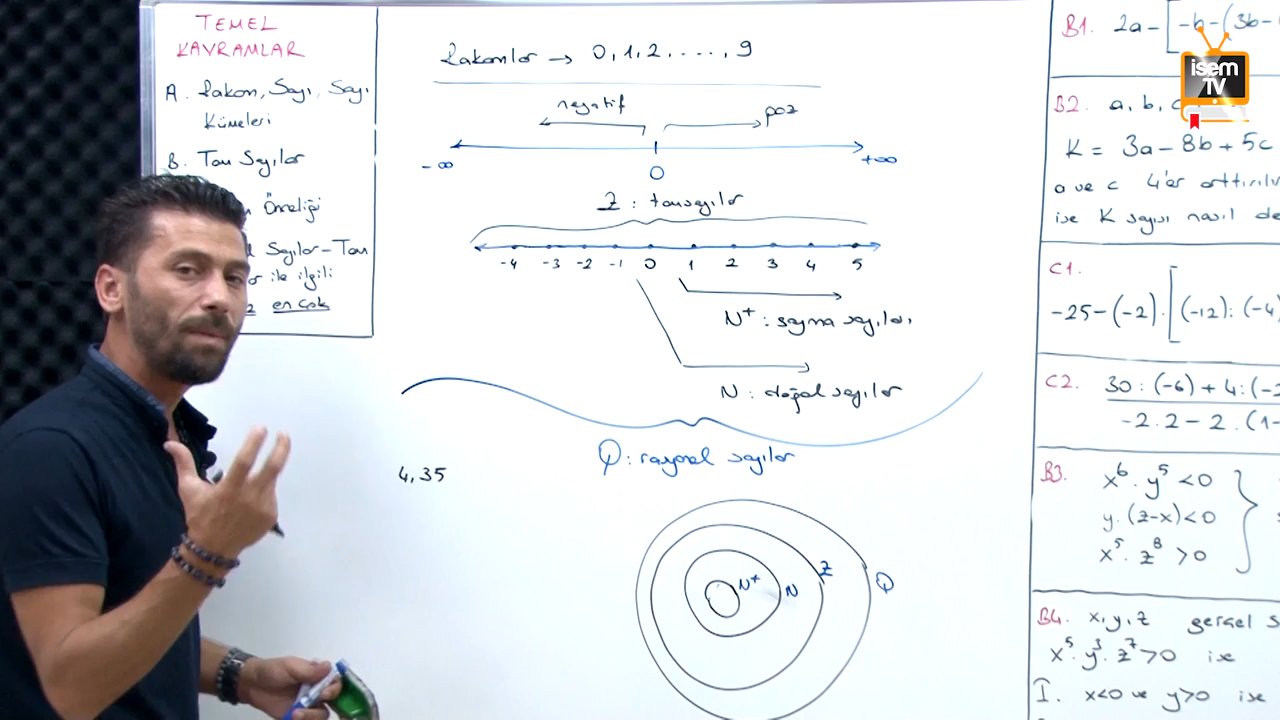 TEMEL
KAVRAMLAR
A. Rakam, Sayı, Sayı
Kümeleri
B. Tam Sayılar
Örneği
Sayılar - Tam
ile ilgili
en çok
Rakamlar → 0, 1, 2, ...., 9
negatif
poz
-∞
0
+∞
Z : tamsayılar
-4 -3 -2 -1 0 1 2 3 4 5
N⁺ : sayma sayıları
N : doğal sayılar
Q : rasyonel sayılar
4,35
N⁺
N
Z
Q
isem
TV
B1. 2a - [-b - (3b -
B2. a, b, c
K = 3a - 8b + 5c
a ve c 4'er arttırılır
ise K sayısı nasıl de
C1.
-25 - (-2) . [(-12) : (-4)
C2. 30 : (-6) + 4 : (-2
-2 . 2 - 2 . (1 -
B3. x⁶ . y⁵ < 0
y . (z - x) < 0
x⁵ . z⁸ > 0
B4. x, y, z gerçel s
x⁵ . y³ . z⁷ > 0 ise
I. x<0 ve y>0 ise